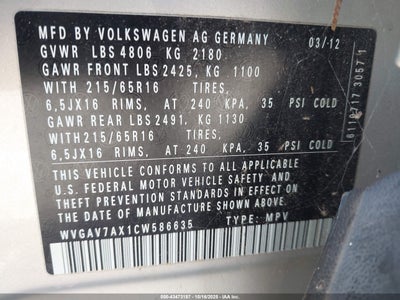 MFD BY VOLKSWAGEN AG GERMANY
03/12
GVWR LBS 4806 KG 2180
GAWR FRONT LBS 2425, KG 1100
WITH 215/65R16 TIRES,
6,5JX16 RIMS, AT 240 KPA, 35 PSI COLD
GAWR REAR LBS 2491, KG 1130
WITH 215/65R16 TIRES,
6,5JX16 RIMS, AT 240 KPA, 35 PSI COLD
THIS VEHICLE CONFORMS TO ALL APPLICABLE
U.S. FEDERAL MOTOR VEHICLE SAFETY, BUMPER, AND
THEFT PREVENTION STANDARDS IN EFFECT ON THE
DATE OF MANUFACTURE SHOWN ABOVE.
WVGAV7AX1CW586635 TYPE: MPV